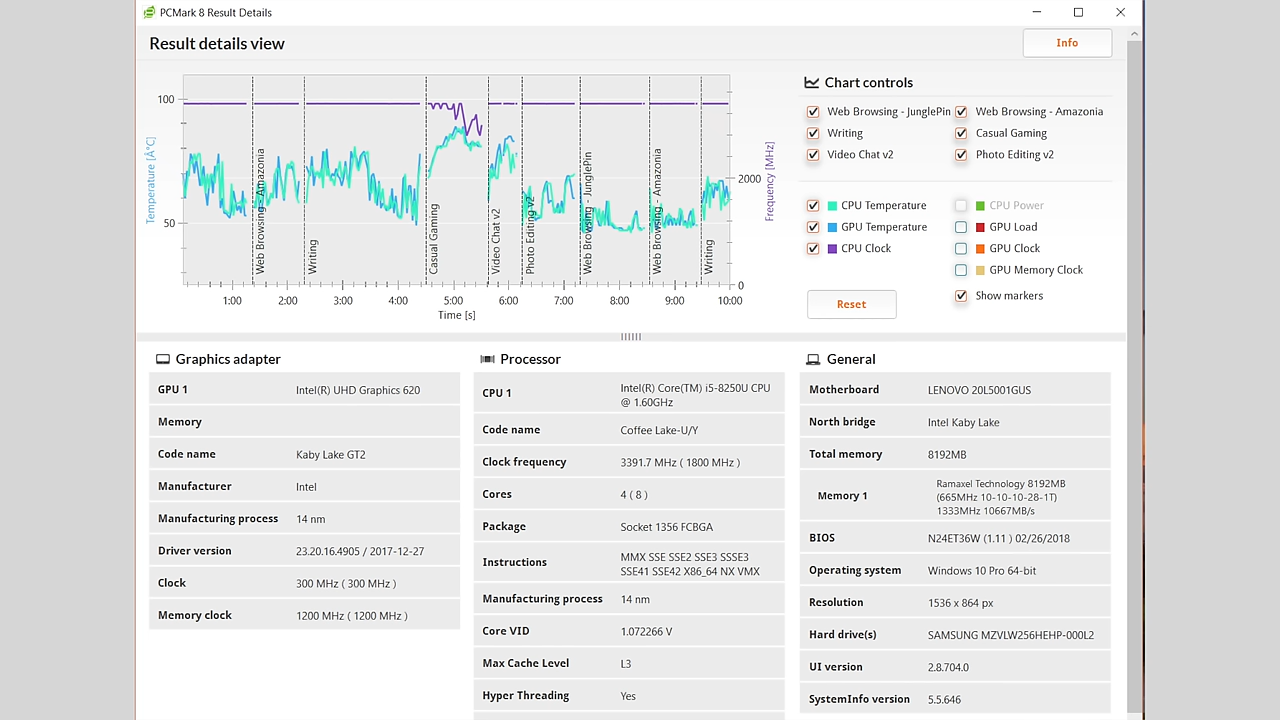 PCMark 8 Result Details
Result details view
Info
100
50
Temperature [Â°C]
2000
0
Frequency [MHz]
Web Browsing - Amazonia
Writing
Casual Gaming
Video Chat v2
Photo Editing v2
Web Browsing - JunglePin
Web Browsing - Amazonia
Writing
1:00 2:00 3:00 4:00 5:00 6:00 7:00 8:00 9:00 10:00
Time [s]
Chart controls
Web Browsing - JunglePin Web Browsing - Amazonia
Writing Casual Gaming
Video Chat v2 Photo Editing v2
CPU Temperature CPU Power
GPU Temperature GPU Load
CPU Clock GPU Clock
GPU Memory Clock
Show markers
Reset
Graphics adapter
GPU 1 Intel(R) UHD Graphics 620
Memory
Code name Kaby Lake GT2
Manufacturer Intel
Manufacturing process 14 nm
Driver version 23.20.16.4905 / 2017-12-27
Clock 300 MHz ( 300 MHz )
Memory clock 1200 MHz ( 1200 MHz )
Processor
CPU 1 Intel(R) Core(TM) i5-8250U CPU
@ 1.60GHz
Code name Coffee Lake-U/Y
Clock frequency 3391.7 MHz ( 1800 MHz )
Cores 4 ( 8 )
Package Socket 1356 FCBGA
Instructions MMX SSE SSE2 SSE3 SSSE3
SSE41 SSE42 X86_64 NX VMX
Manufacturing process 14 nm
Core VID 1.072266 V
Max Cache Level L3
Hyper Threading Yes
General
Motherboard LENOVO 20L5001GUS
North bridge Intel Kaby Lake
Total memory 8192MB
Memory 1 Ramaxel Technology 8192MB
(665MHz 10-10-10-28-1T)
1333MHz 10667MB/s
BIOS N24ET36W (1.11 ) 02/26/2018
Operating system Windows 10 Pro 64-bit
Resolution 1536 x 864 px
Hard drive(s) SAMSUNG MZVLW256HEHP-000L2
UI version 2.8.704.0
SystemInfo version 5.5.646